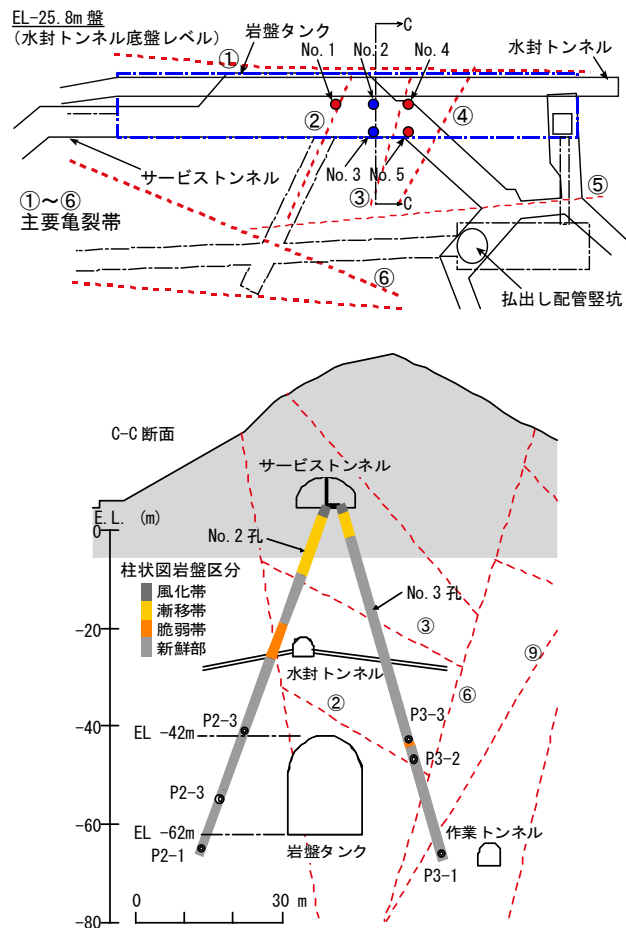 EL-25.8m 盤
(水封トンネル底盤レベル)
①
岩盤タンク
No.1
No.2
No.4
C
水封トンネル
②
④
No.3
No.5
③
C
サービストンネル
①～⑥
主要亀裂帯
⑤
⑥
払出し配管竪坑
C-C 断面
サービストンネル
E.L. (m)
0
No.2 孔
柱状図岩盤区分
風化帯
漸移帯
脆弱帯
新鮮部
No.3 孔
-20
③
⑨
水封トンネル
②
⑥
-40
P2-3
EL -42m
P3-3
P3-2
P2-3
-60
EL -62m
作業トンネル
P2-1
岩盤タンク
P3-1
-80
0
30 m